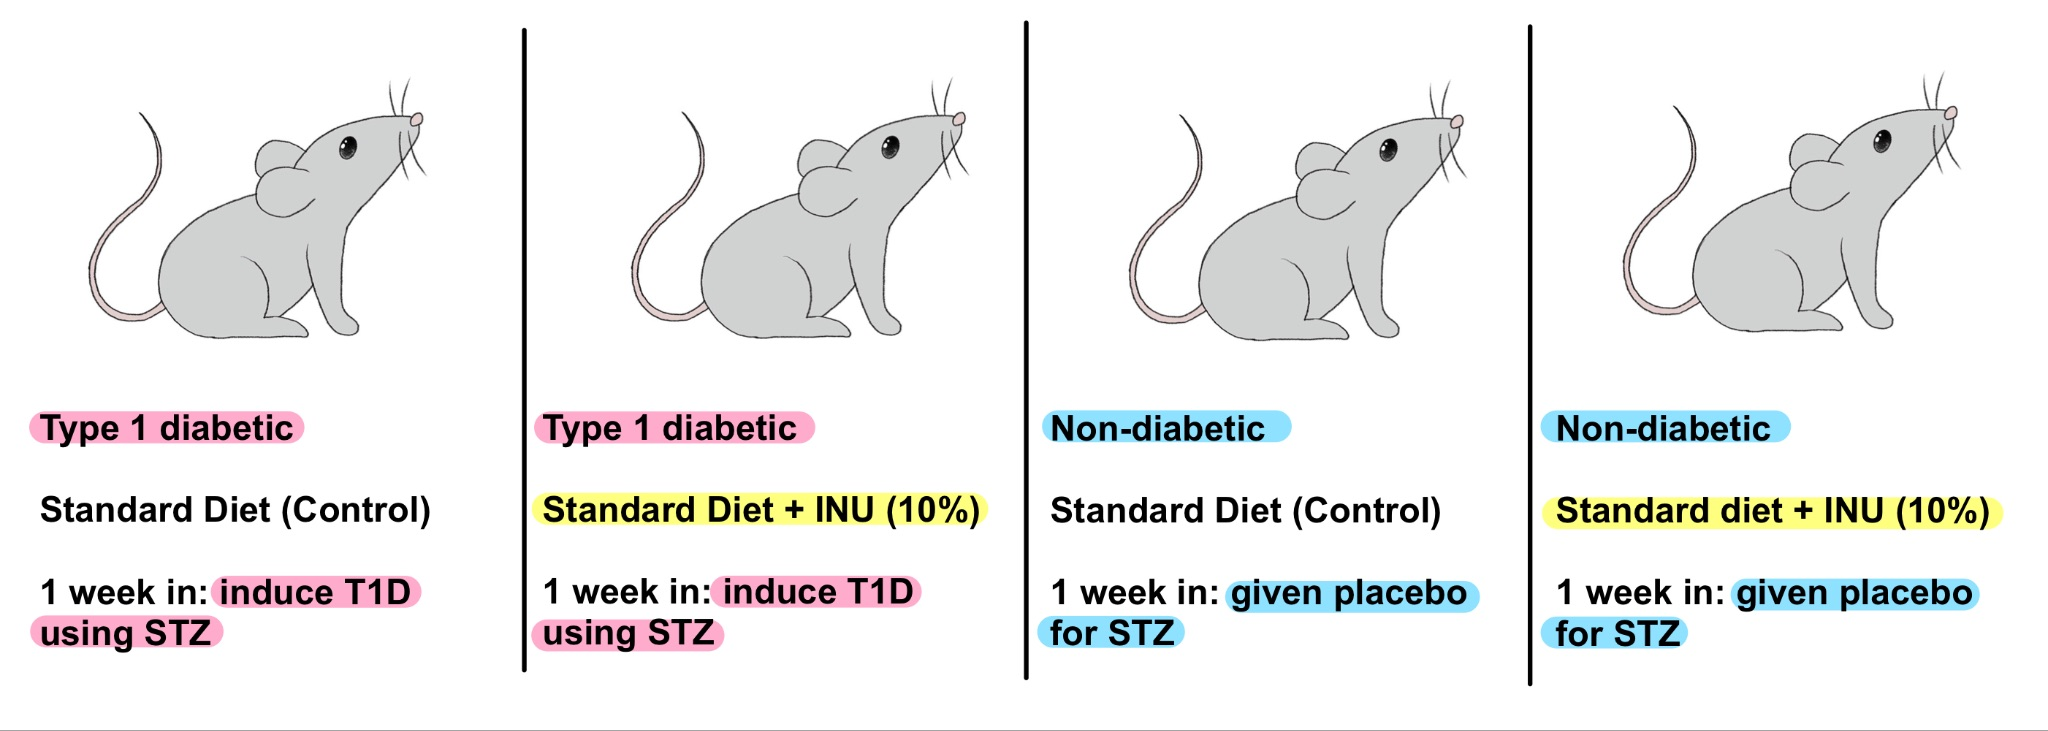 Type 1 diabetic
Standard Diet (Control)
1 week in: induce T1D
using STZ
Type 1 diabetic
Standard Diet + INU (10%)
1 week in: induce T1D
using STZ
Non-diabetic
Standard Diet (Control)
1 week in: given placebo
for STZ
Non-diabetic
Standard diet + INU (10%)
1 week in: given placebo
for STZ